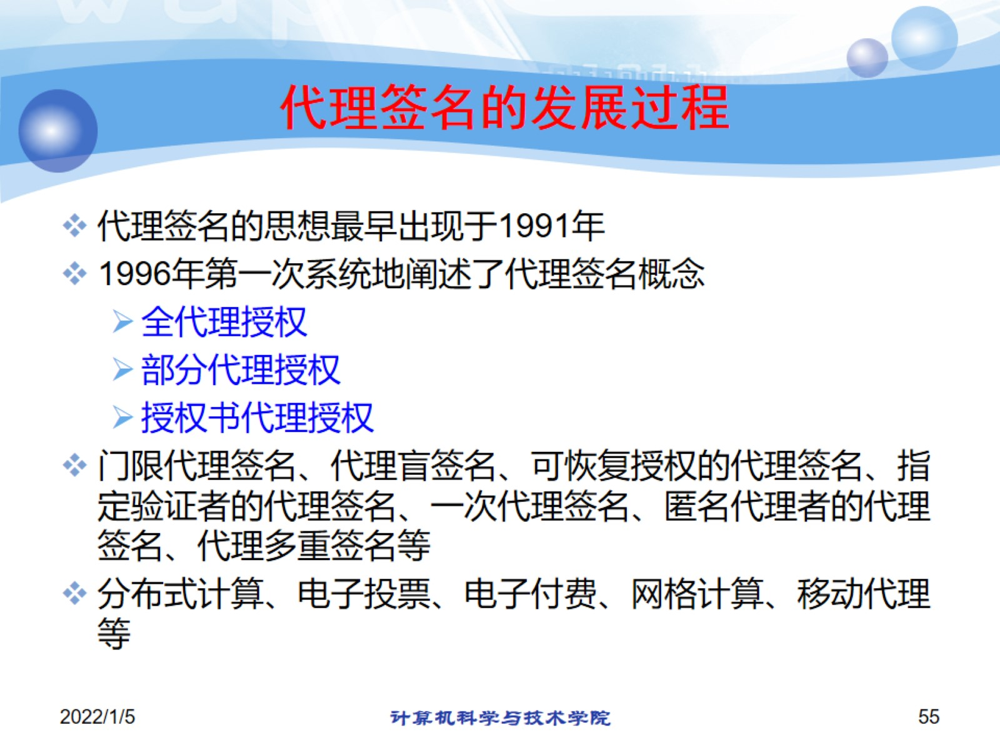 代理签名的发展过程
代理签名的思想最早出现于1991年
1996年第一次系统地阐述了代理签名概念
全代理授权
部分代理授权
授权书代理授权
门限代理签名、代理盲签名、可恢复授权的代理签名、指
定验证者的代理签名、一次代理签名、匿名代理者的代理
签名、代理多重签名等
分布式计算、电子投票、电子付费、网格计算、移动代理
等
2022/1/5
计算机科学与技术学院
55